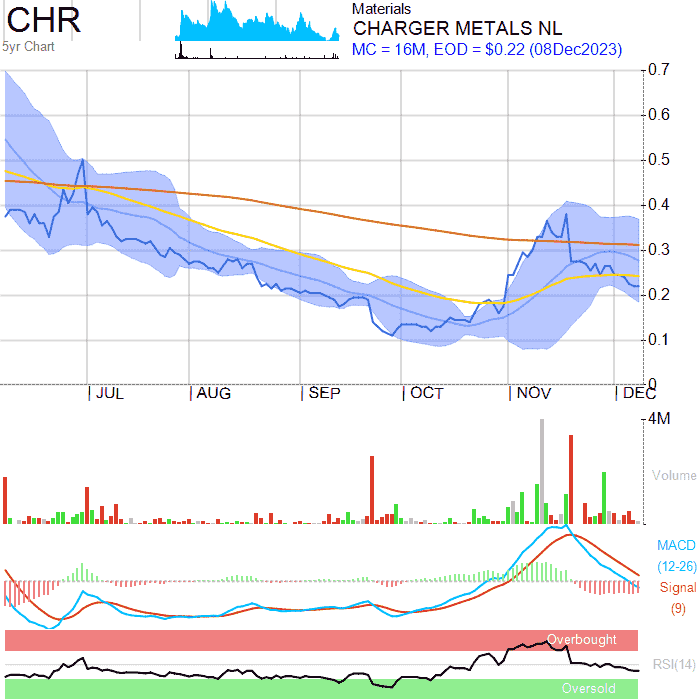 CHR
5yr Chart
Materials
CHARGER METALS NL
MC = 16M, EOD = $0.22 (08Dec2023)
0.7
0.6
0.5
0.4
0.3
0.2
0.1
0
JUL AUG SEP OCT NOV DEC
4M
Volume
MACD
(12-26)
Signal
(9)
Overbought
RSI(14)
Oversold